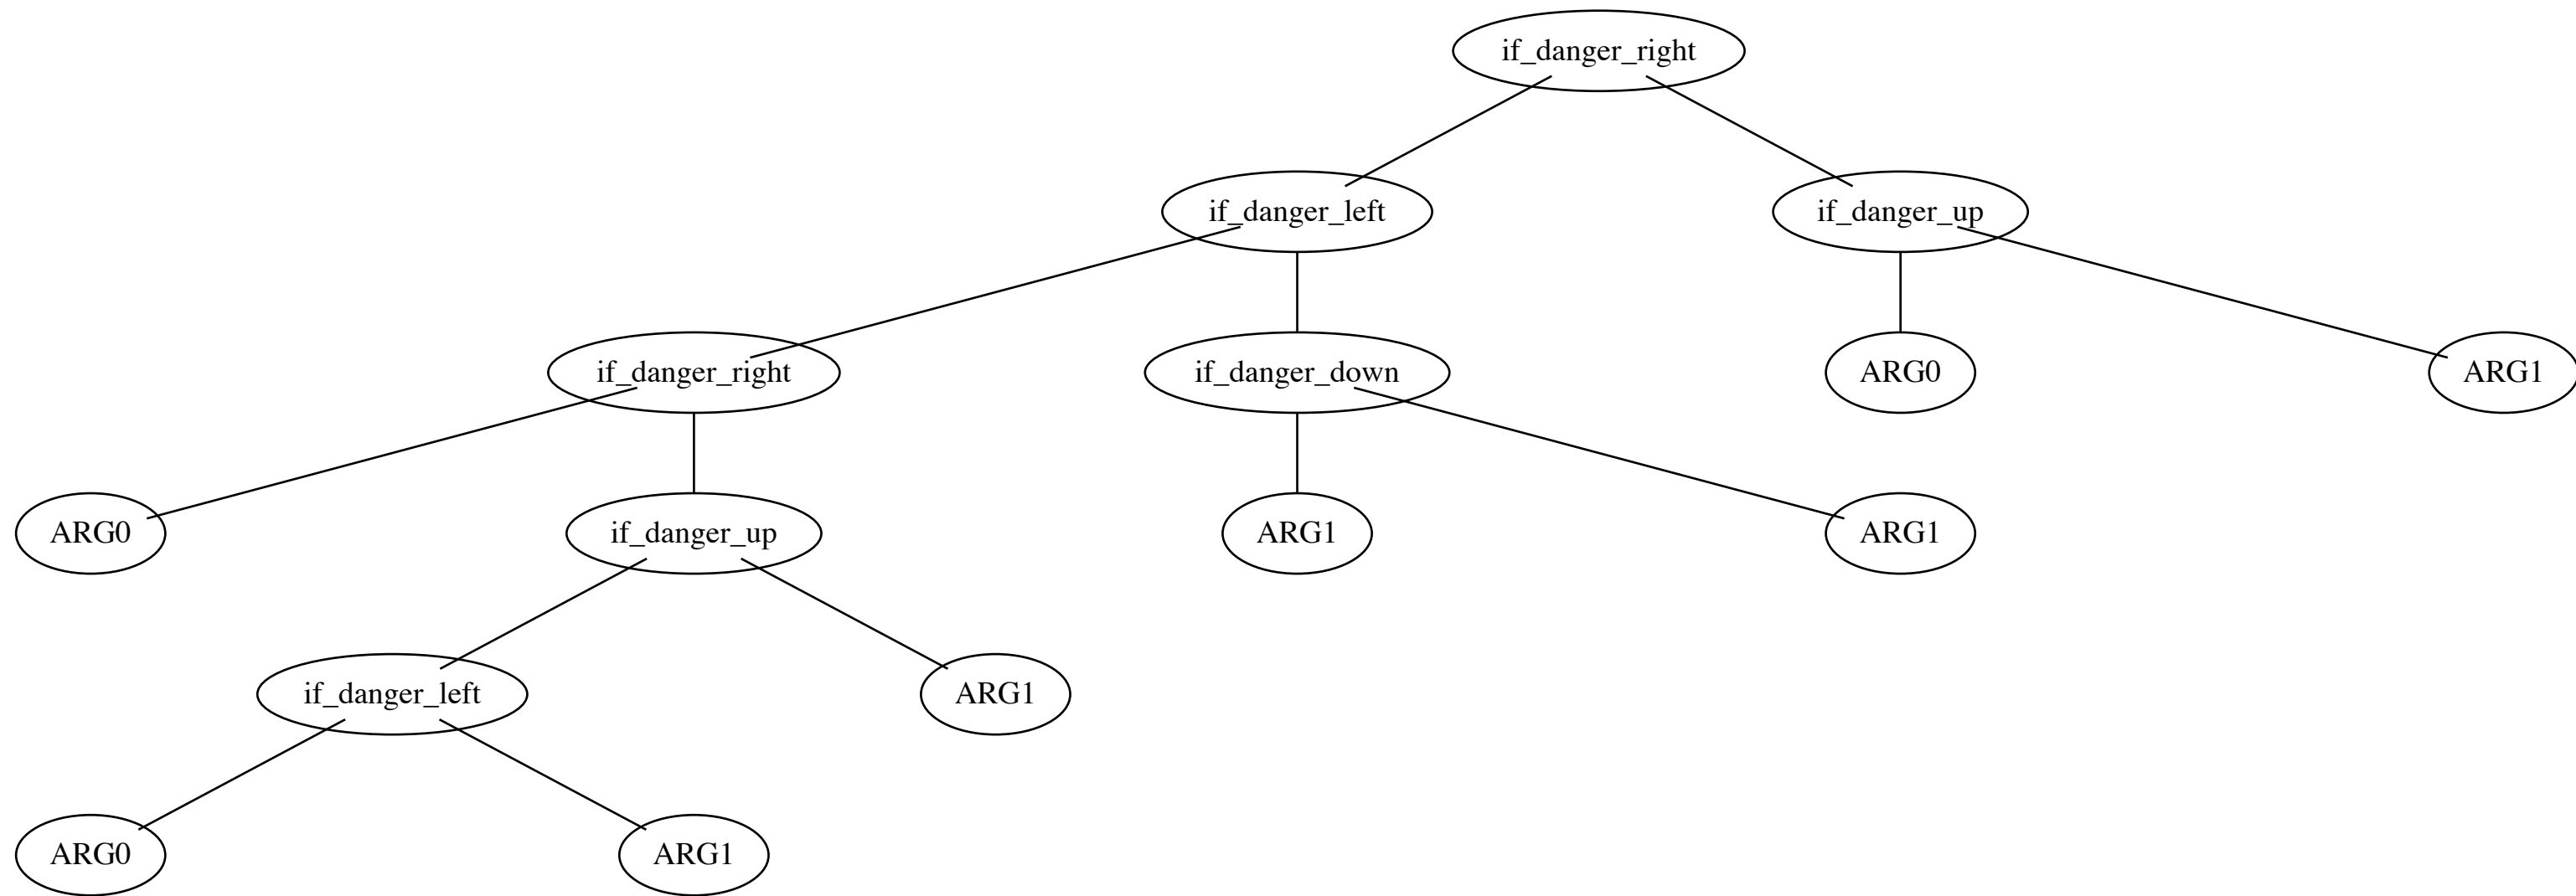 if_danger_right
if_danger_left
if_danger_up
if_danger_right
if_danger_down
ARG0
ARG1
ARG0
if_danger_up
ARG1
ARG1
if_danger_left
ARG1
ARG0
ARG1